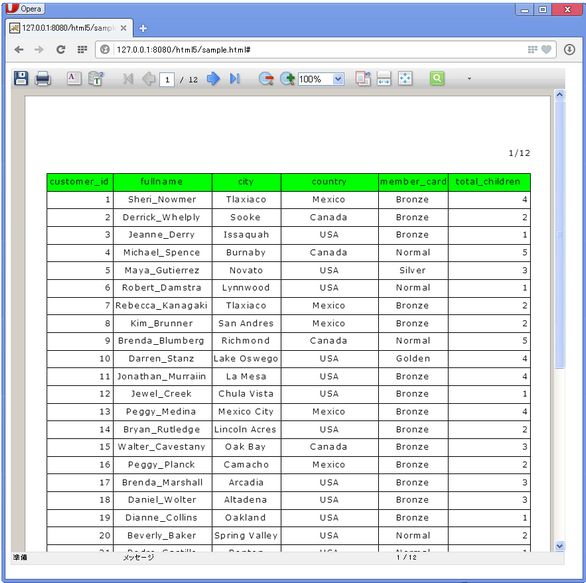 Opera
127.0.0.1:8080/html5/sampl
127.0.0.1:8080/html5/sample.html#
1 / 12 100%
1/12
customer_id fullname city country member_card total_children
1 Sheri_Nowmer Tlaxiaco Mexico Bronze 4
2 Derrick_Whelply Sooke Canada Bronze 2
3 Jeanne_Derry Issaquah USA Bronze 1
4 Michael_Spence Burnaby Canada Normal 5
5 Maya_Gutierrez Novato USA Silver 3
6 Robert_Damstra Lynnwood USA Normal 1
7 Rebecca_Kanagaki Tlaxiaco Mexico Bronze 2
8 Kim_Brunner San Andres Mexico Bronze 2
9 Brenda_Blumberg Richmond Canada Normal 5
10 Darren_Stanz Lake Oswego USA Golden 4
11 Jonathan_Murraiin La Mesa USA Bronze 4
12 Jewel_Creek Chula Vista USA Bronze 1
13 Peggy_Medina Mexico City Mexico Bronze 4
14 Bryan_Rutledge Lincoln Acres USA Bronze 2
15 Walter_Cavestany Oak Bay Canada Bronze 3
16 Peggy_Planck Camacho Mexico Bronze 2
17 Brenda_Marshall Arcadia USA Bronze 3
18 Daniel_Wolter Altadena USA Bronze 3
19 Dianne_Collins Oakland USA Bronze 1
20 Beverly_Baker Spring Valley USA Normal 2
準備 メッセージ 1 / 12